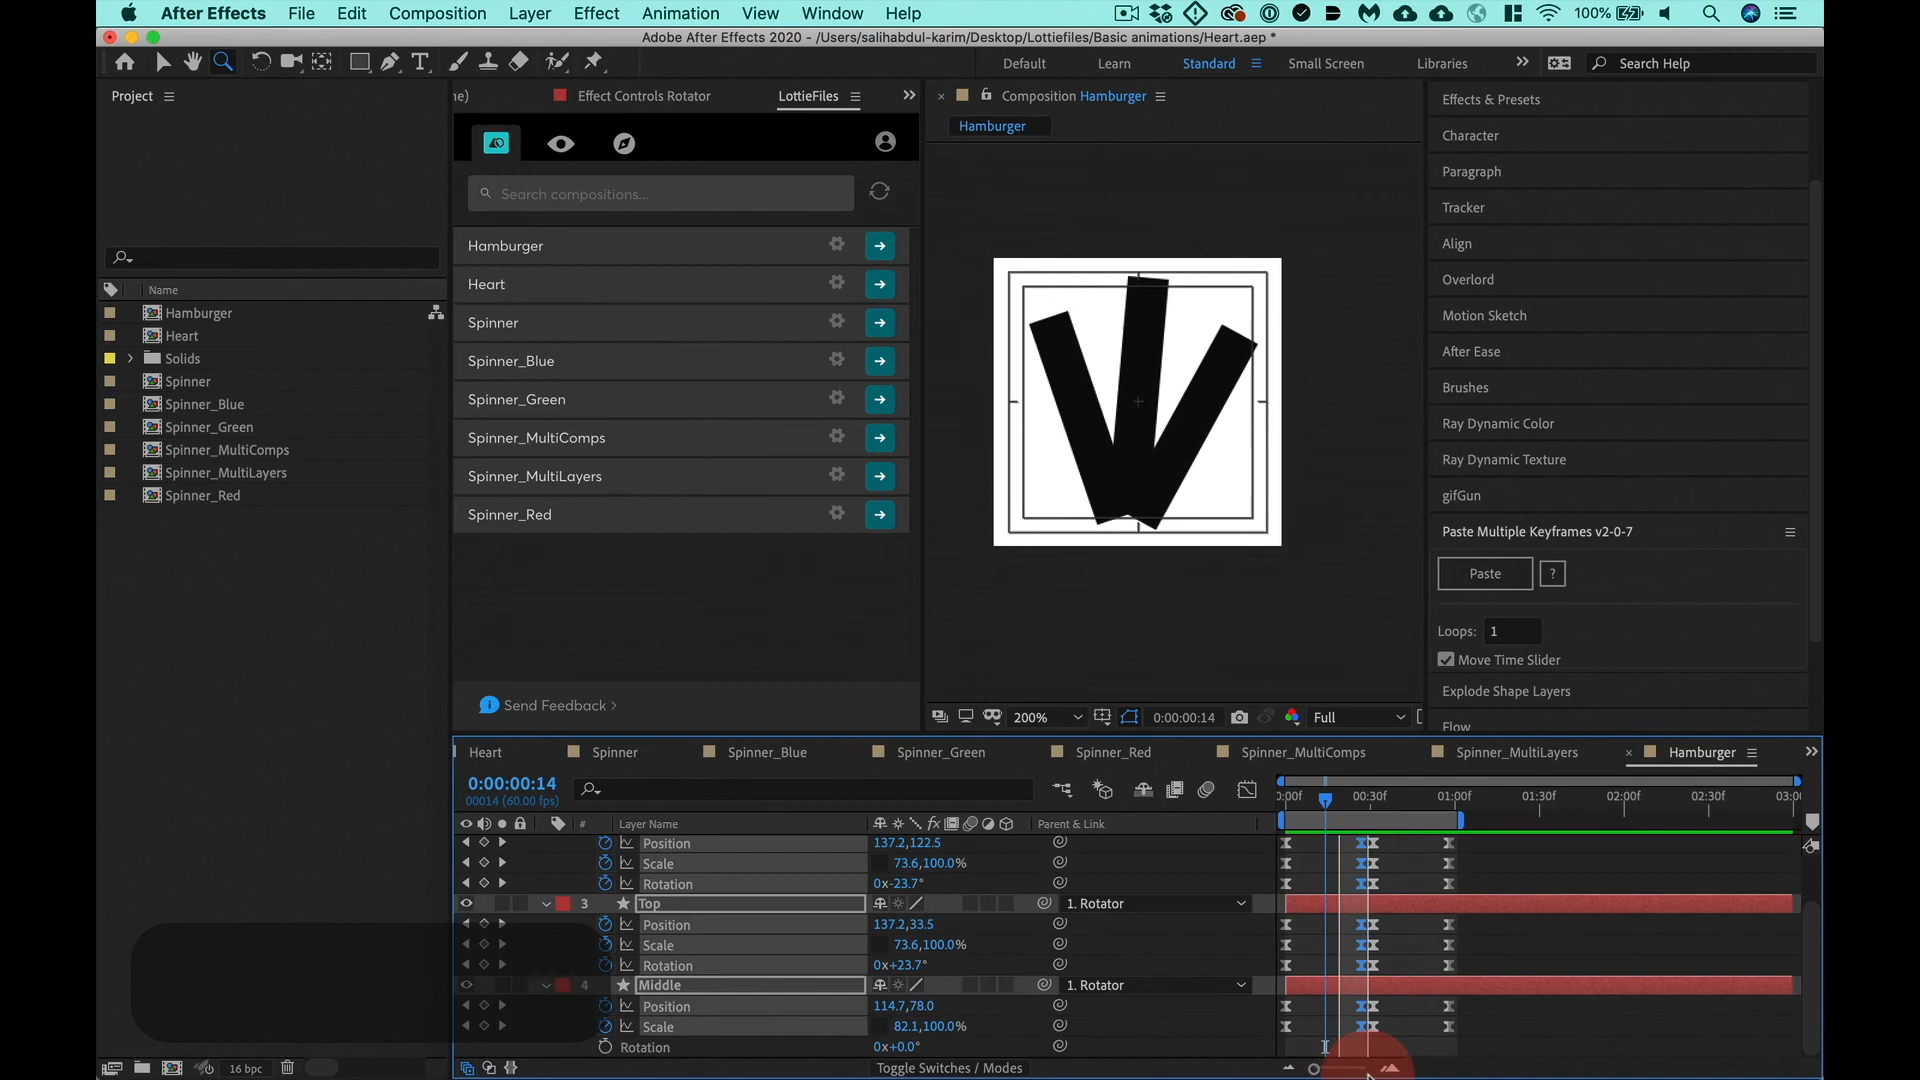 After Effects File Edit Composition Layer Effect Animation View Window Help 100%
Adobe After Effects 2020 - /Users/salihabdul-karim/Desktop/Lottiefiles/Basic animations/Heart.aep *
Default Learn Standard Small Screen Libraries Search Help
Project
Name
Hamburger
Heart
Solids
Spinner
Spinner_Blue
Spinner_Green
Spinner_MultiComps
Spinner_MultiLayers
Spinner_Red
16 bpc
ne) Effect Controls Rotator LottieFiles
Search compositions...
Hamburger
Heart
Spinner
Spinner_Blue
Spinner_Green
Spinner_MultiComps
Spinner_MultiLayers
Spinner_Red
Send Feedback >
Composition Hamburger
Hamburger
200% 0:00:00:14 Full
Effects & Presets
Character
Paragraph
Tracker
Align
Overlord
Motion Sketch
After Ease
Brushes
Ray Dynamic Color
Ray Dynamic Texture
gifGun
Paste Multiple Keyframes v2-0-7
Paste ?
Loops: 1
Move Time Slider
Explode Shape Layers
Flow
Heart Spinner Spinner_Blue Spinner_Green Spinner_Red Spinner_MultiComps Spinner_MultiLayers Hamburger
0:00:00:14
00014 (60.00 fps)
:00f 00:30f 01:00f 01:30f 02:00f 02:30f 03:00
# Layer Name fx Parent & Link
Position 137.2,122.5
Scale 73.6,100.0%
Rotation 0x-23.7°
3 Top 1. Rotator
Position 137.2,33.5
Scale 73.6,100.0%
Rotation 0x+23.7°
4 Middle 1. Rotator
Position 114.7,78.0
Scale 82.1,100.0%
Rotation 0x+0.0°
Toggle Switches / Modes